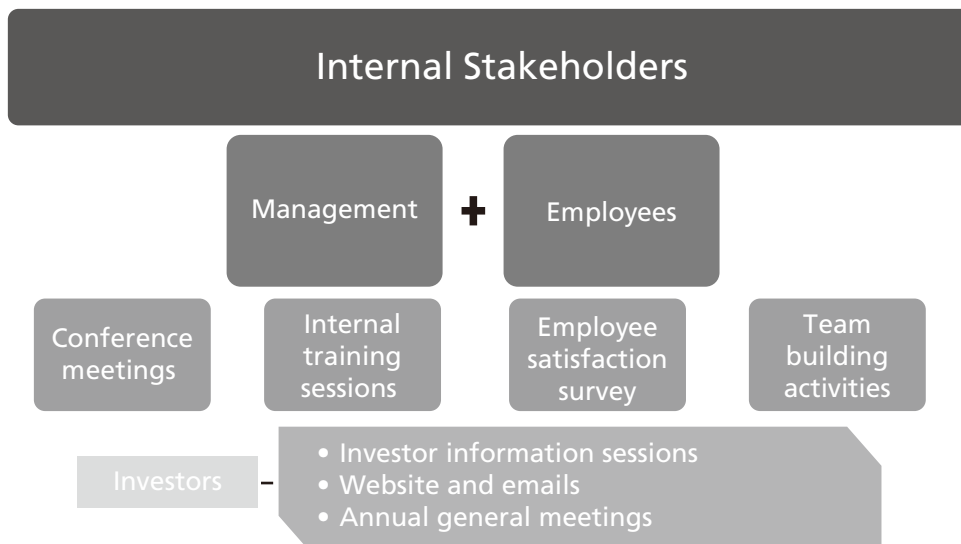 Internal Stakeholders
Management
+
Employees
Conference
meetings
Internal
training
sessions
Employee
satisfaction
survey
Team
building
activities
Investors
–
• Investor information sessions
• Website and emails
• Annual general meetings